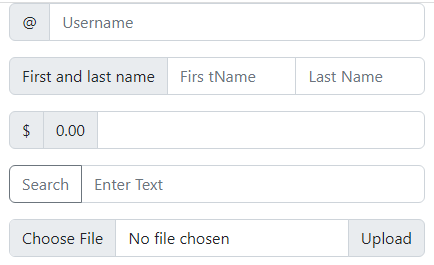 @ Username
First and last name Firs tName Last Name
$ 0.00
Search Enter Text
Choose File No file chosen Upload